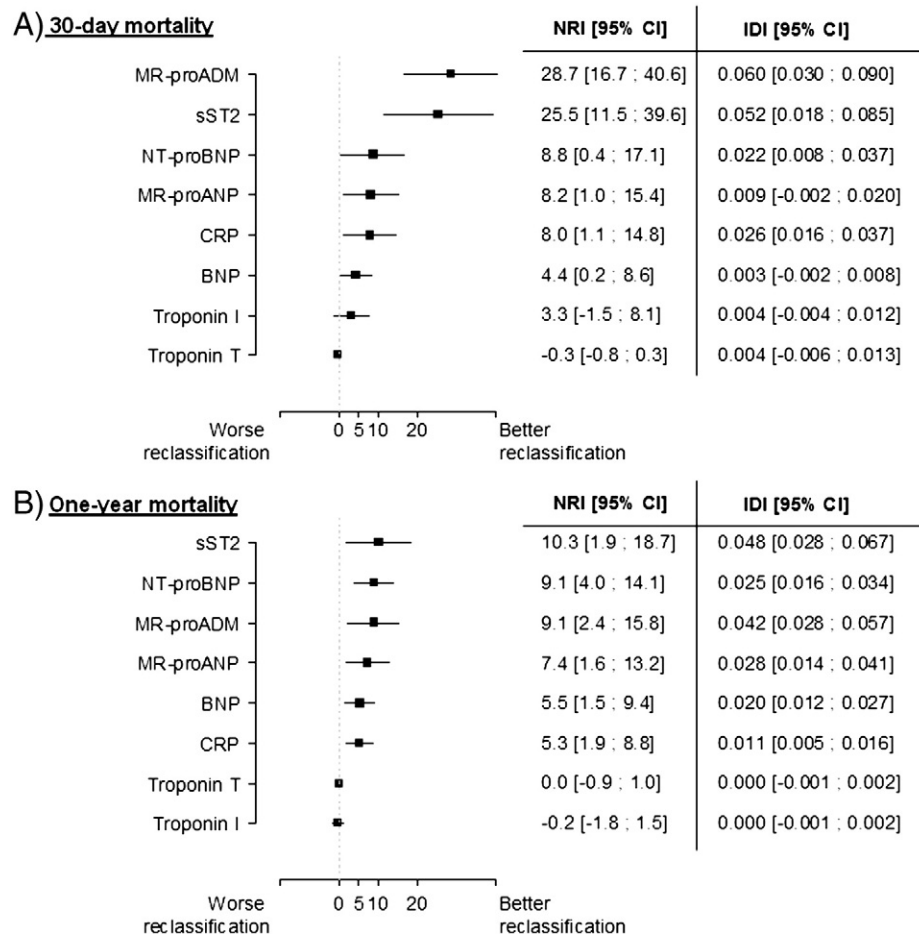 A) 30-day mortality NRI [95% CI] IDI [95% CI]
MR-proADM 28.7 [16.7 ; 40.6] 0.060 [0.030 ; 0.090]
sST2 25.5 [11.5 ; 39.6] 0.052 [0.018 ; 0.085]
NT-proBNP 8.8 [0.4 ; 17.1] 0.022 [0.008 ; 0.037]
MR-proANP 8.2 [1.0 ; 15.4] 0.009 [-0.002 ; 0.020]
CRP 8.0 [1.1 ; 14.8] 0.026 [0.016 ; 0.037]
BNP 4.4 [0.2 ; 8.6] 0.003 [-0.002 ; 0.008]
Troponin I 3.3 [-1.5 ; 8.1] 0.004 [-0.004 ; 0.012]
Troponin T -0.3 [-0.8 ; 0.3] 0.004 [-0.006 ; 0.013]
Worse 0 5 10 20 Better
reclassification reclassification
B) One-year mortality NRI [95% CI] IDI [95% CI]
sST2 10.3 [1.9 ; 18.7] 0.048 [0.028 ; 0.067]
NT-proBNP 9.1 [4.0 ; 14.1] 0.025 [0.016 ; 0.034]
MR-proADM 9.1 [2.4 ; 15.8] 0.042 [0.028 ; 0.057]
MR-proANP 7.4 [1.6 ; 13.2] 0.028 [0.014 ; 0.041]
BNP 5.5 [1.5 ; 9.4] 0.020 [0.012 ; 0.027]
CRP 5.3 [1.9 ; 8.8] 0.011 [0.005 ; 0.016]
Troponin T 0.0 [-0.9 ; 1.0] 0.000 [-0.001 ; 0.002]
Troponin I -0.2 [-1.8 ; 1.5] 0.000 [-0.001 ; 0.002]
Worse 0 5 10 20 Better
reclassification reclassification